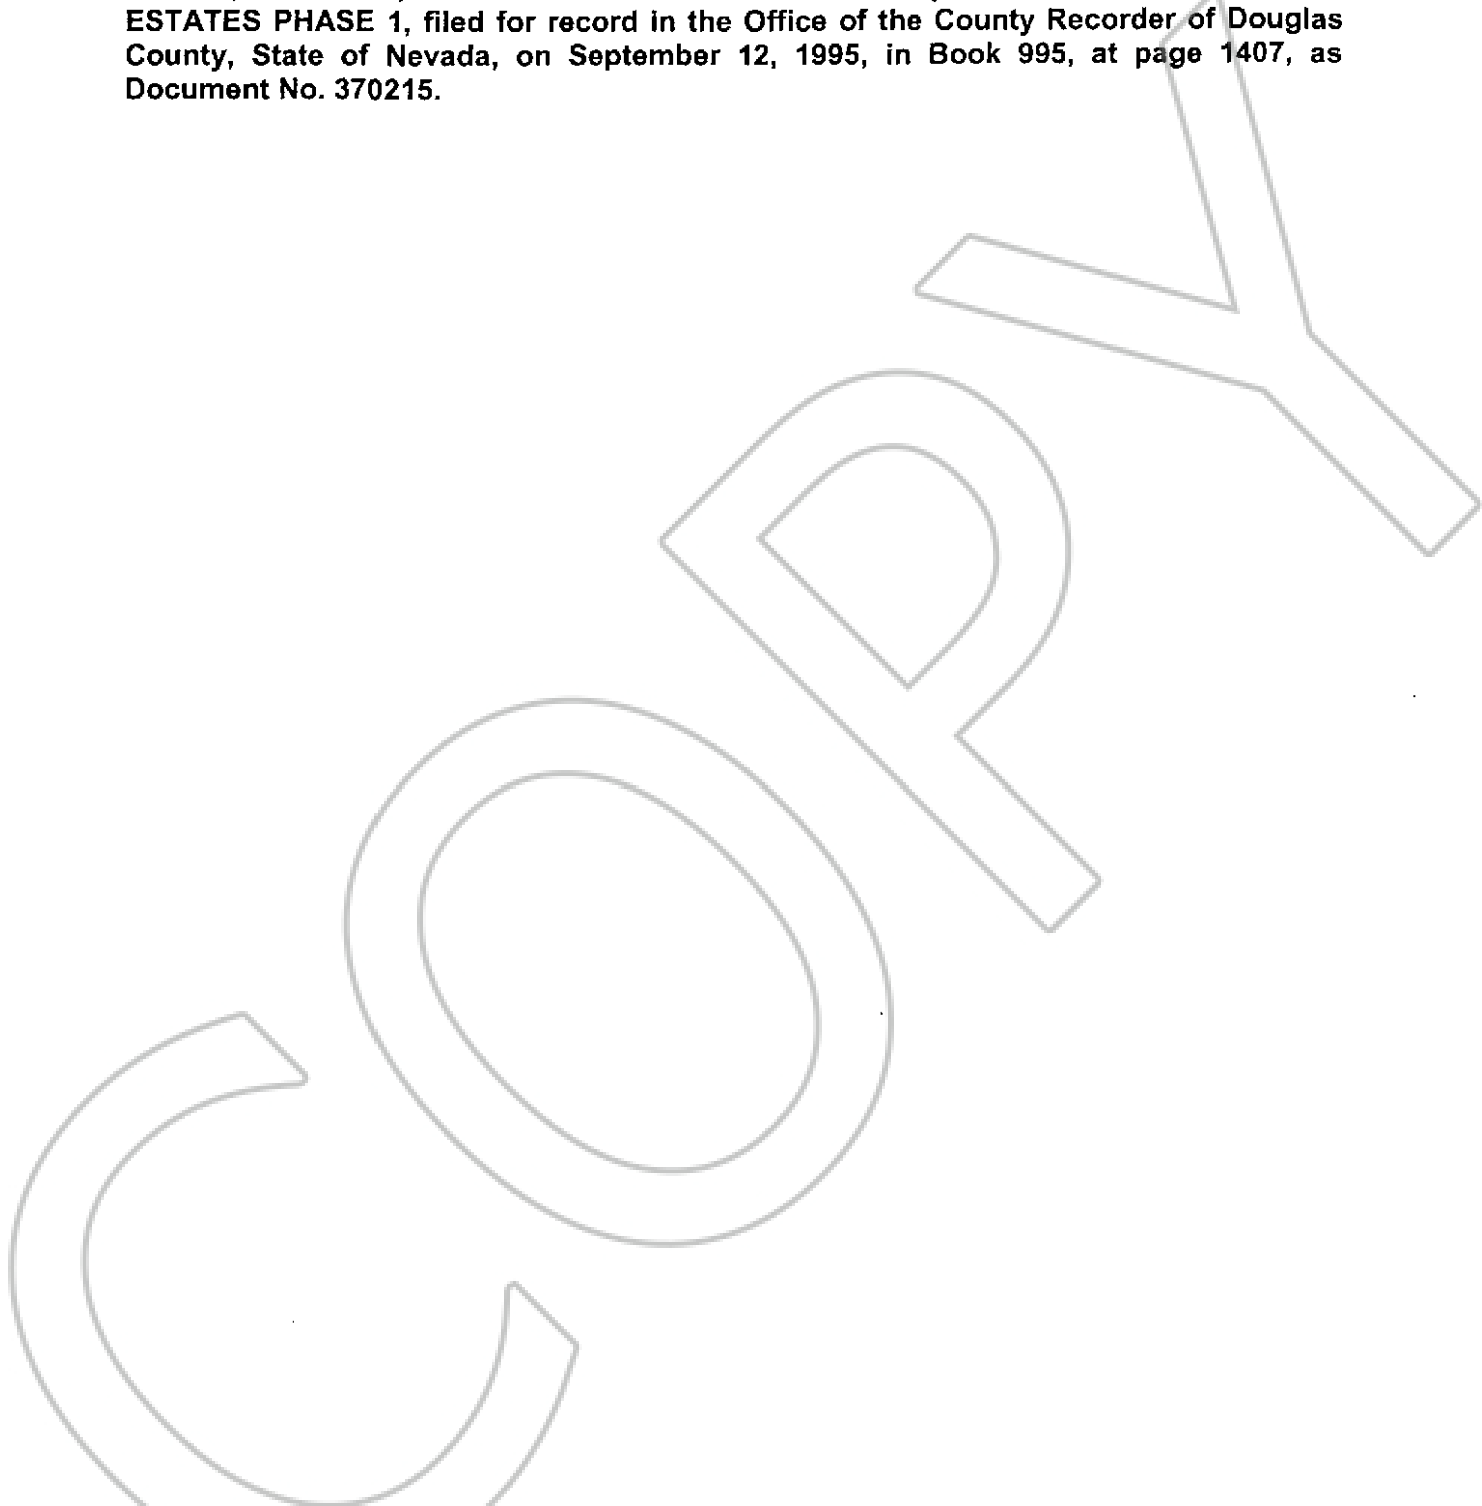 ESTATES PHASE 1, filed for record in the Office of the County Recorder of Douglas
County, State of Nevada, on September 12, 1995, in Book 995, at page 1407, as
Document No. 370215.
COPY